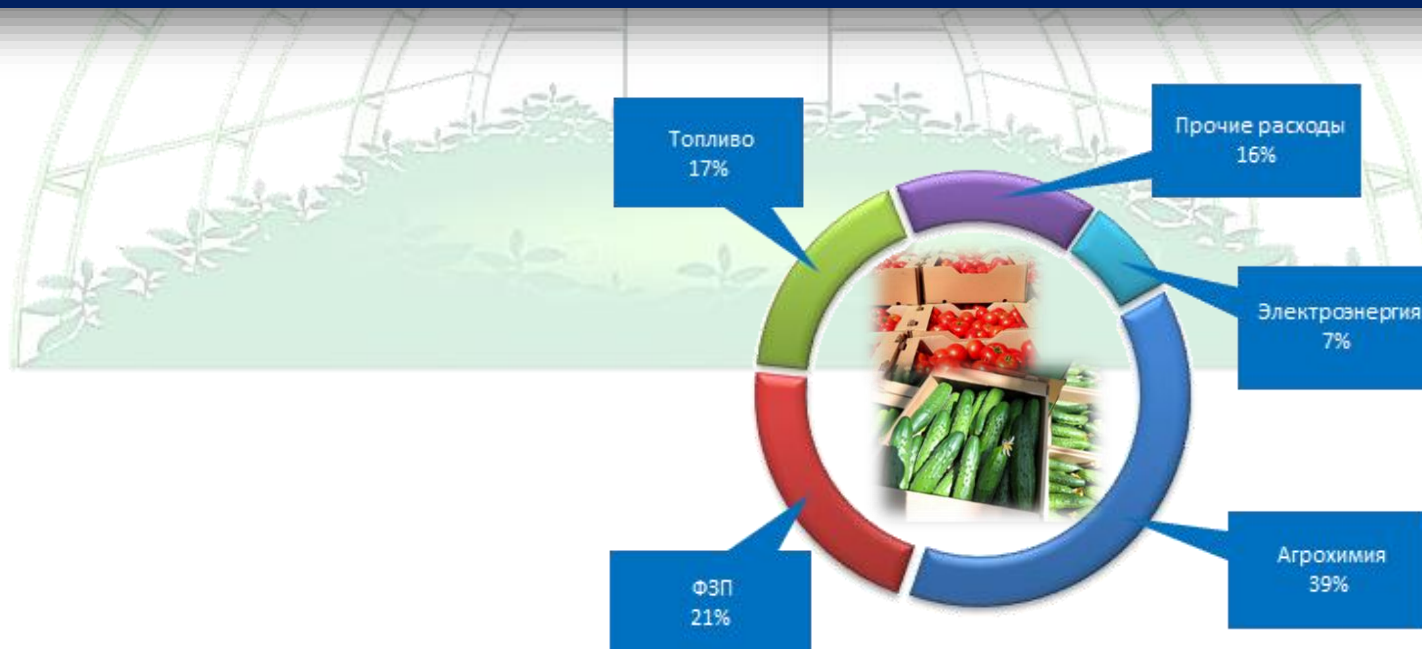 Топливо
17%
Прочие расходы
16%
Электроэнергия
7%
Агрохимия
39%
ФЗП
21%